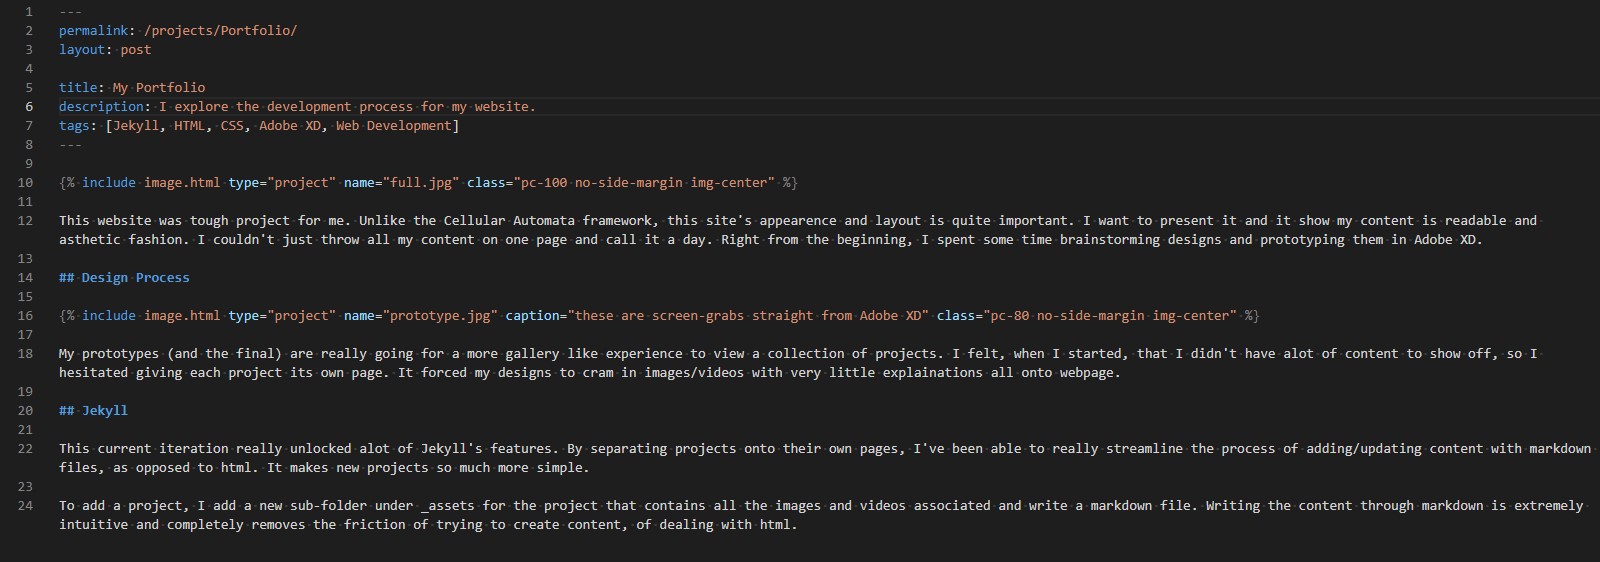 1 ---
2 permalink: /projects/Portfolio/
3 layout: post
4
5 title: My Portfolio
6 description: I explore the development process for my website.
7 tags: [Jekyll, HTML, CSS, Adobe XD, Web Development]
8 ---
9
10 {% include image.html type="project" name="full.jpg" class="pc-100 no-side-margin img-center" %}
11
12 This website was tough project for me. Unlike the Cellular Automata framework, this site's appearence and layout is quite important. I want to present it and it show my content is readable and
asthetic fashion. I couldn't just throw all my content on one page and call it a day. Right from the beginning, I spent some time brainstorming designs and prototyping them in Adobe XD.
13
14 ## Design Process
15
16 {% include image.html type="project" name="prototype.jpg" caption="these are screen-grabs straight from Adobe XD" class="pc-80 no-side-margin img-center" %}
17
18 My prototypes (and the final) are really going for a more gallery like experience to view a collection of projects. I felt, when I started, that I didn't have alot of content to show off, so I
hesitated giving each project its own page. It forced my designs to cram in images/videos with very little explainations all onto webpage.
19
20 ## Jekyll
21
22 This current iteration really unlocked alot of Jekyll's features. By separating projects onto their own pages, I've been able to really streamline the process of adding/updating content with markdown
files, as opposed to html. It makes new projects so much more simple.
23
24 To add a project, I add a new sub-folder under _assets for the project that contains all the images and videos associated and write a markdown file. Writing the content through markdown is extremely
intuitive and completely removes the friction of trying to create content, of dealing with html.